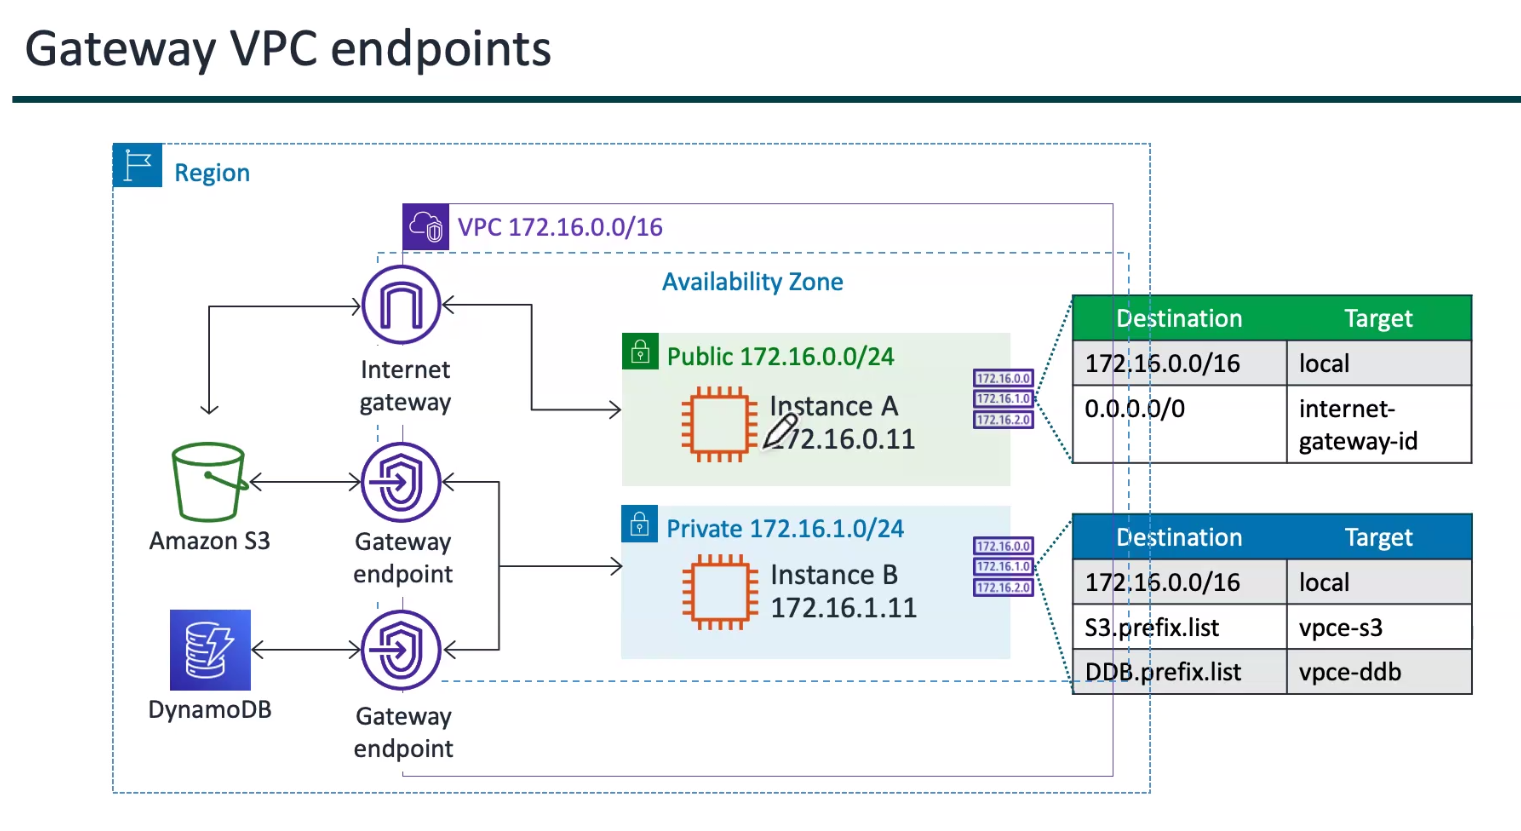 Gateway VPC endpoints
Region
VPC 172.16.0.0/16
Availability Zone
Internet
gateway
Public 172.16.0.0/24
Instance A
172.16.0.11
172.16.0.0
172.16.1.0
172.16.2.0
Destination Target
172.16.0.0/16 local
0.0.0.0/0 internet-
gateway-id
Amazon S3
Gateway
endpoint
Private 172.16.1.0/24
Instance B
172.16.1.11
172.16.0.0
172.16.1.0
172.16.2.0
Destination Target
172.16.0.0/16 local
S3.prefix.list vpce-s3
DDB.prefix.list vpce-ddb
DynamoDB
Gateway
endpoint